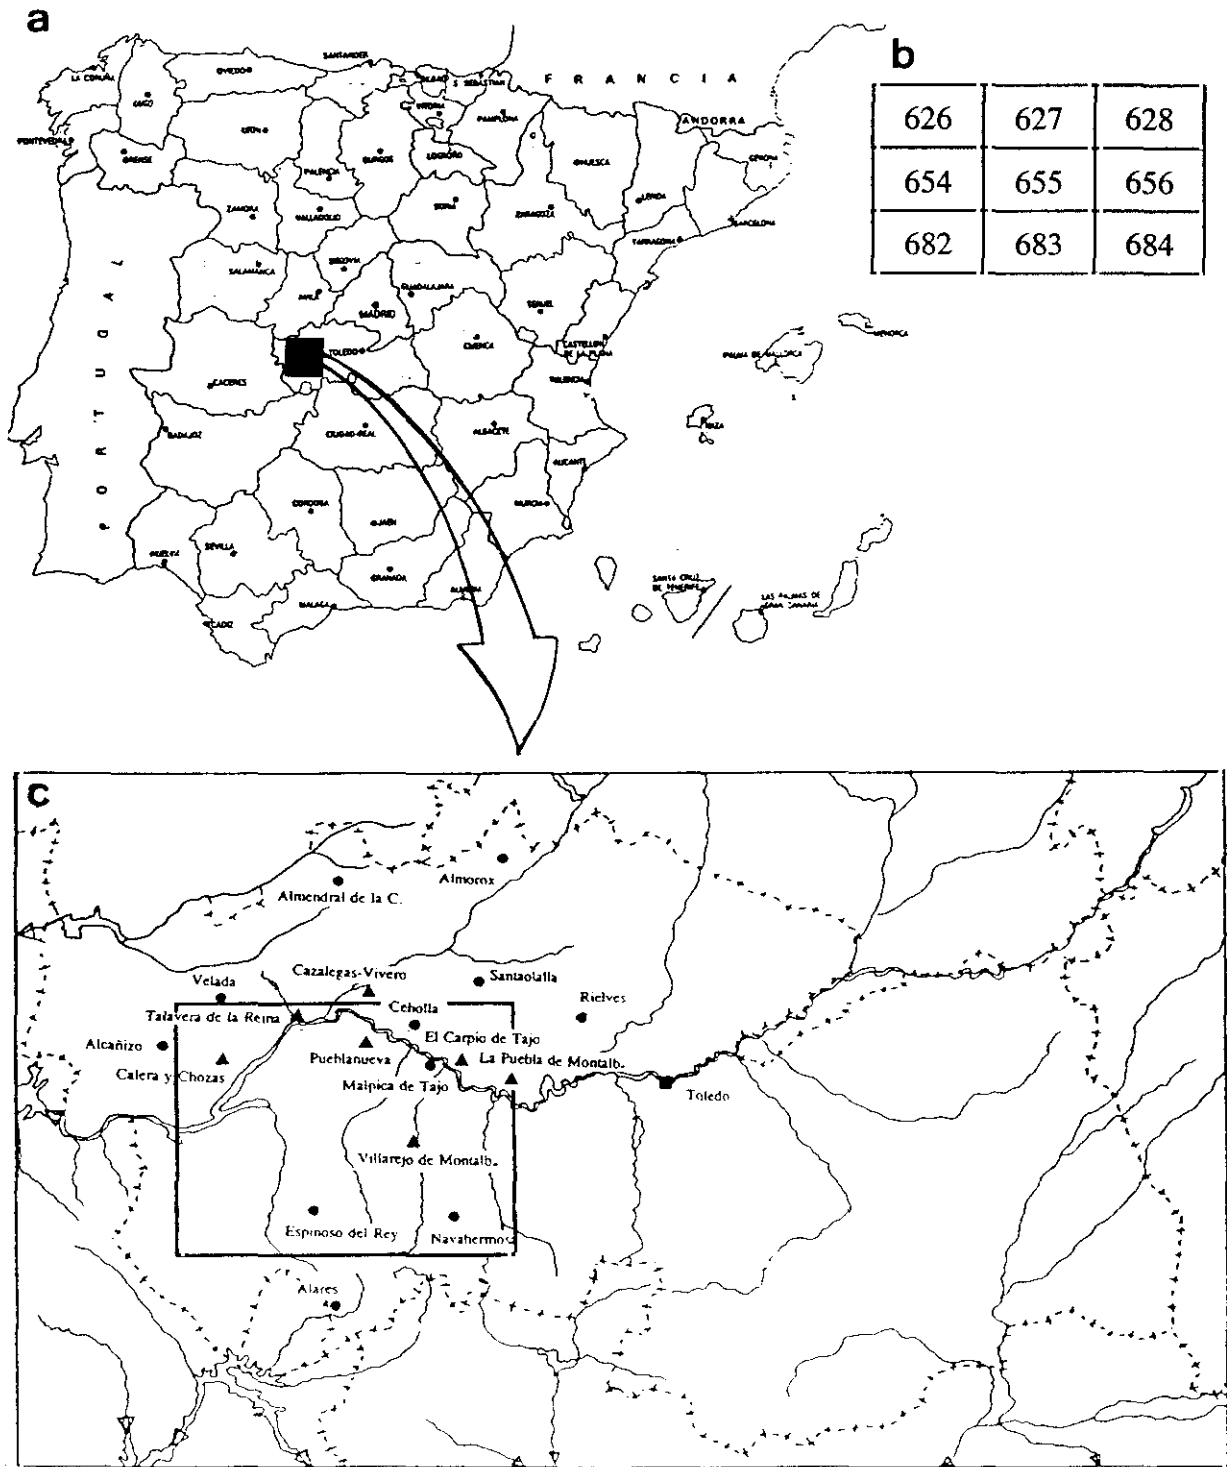 a
SANTANDER
LA CORUÑA
OVIEDO
BILBAO
S. SEBASTIAN
F R A N C I A
LUGO
VITORIA
PAMPLONA
ANDORRA
PONTEVEDRA
LEON
ORENSE
BURGOS
LOGROÑO
HUESCA
GERONA
PALENCIA
LERIDA
ZAMORA
VALLADOLID
SORIA
ZARAGOZA
BARCELONA
TARRAGONA
SALAMANCA
SEGOVIA
AVILA
GUADALAJARA
MADRID
TERUEL
MENORCA
P O R T U G A L
TOLEDO
CUENCA
CASTELLON
DE LA PLANA
PALMA DE MALLORCA
CACERES
VALENCIA
IBIZA
BADAJOZ
CIUDAD-REAL
ALBACETE
ALICANTE
CORDOBA
MURCIA
JAEN
HUELVA
SEVILLA
GRANADA
ALMERIA
SANTA CRUZ
DE TENERIFE
LAS PALMAS DE
GRAN CANARIA
MALAGA
CADIZ
b
626 627 628
654 655 656
682 683 684
c
Almorox
Almendral de la C.
Velada
Cazalegas-Vivero
Santaolalla
Talavera de la Reina
Cebolla
Rielves
Alcañizo
El Carpio de Tajo
Calera y Chozas
Pueblanueva
La Puebla de Montalb.
Malpica de Tajo
Toledo
Villarejo de Montalb.
Espinoso del Rey
Navahermos
Alares